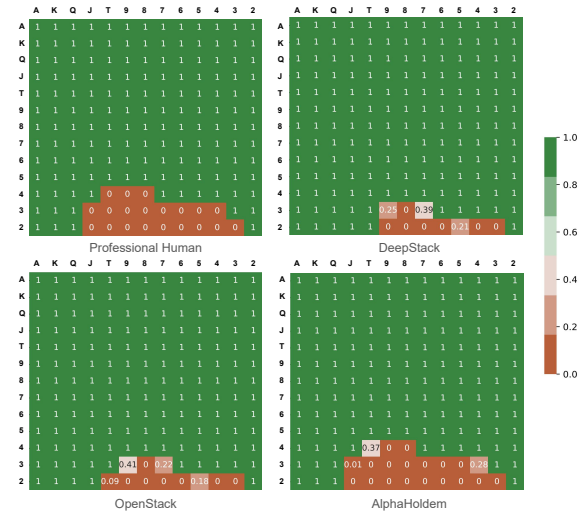 A K Q J T 9 8 7 6 5 4 3 2
A 1 1 1 1 1 1 1 1 1 1 1 1 1
K 1 1 1 1 1 1 1 1 1 1 1 1 1
Q 1 1 1 1 1 1 1 1 1 1 1 1 1
J 1 1 1 1 1 1 1 1 1 1 1 1 1
T 1 1 1 1 1 1 1 1 1 1 1 1 1
9 1 1 1 1 1 1 1 1 1 1 1 1 1
8 1 1 1 1 1 1 1 1 1 1 1 1 1
7 1 1 1 1 1 1 1 1 1 1 1 1 1
6 1 1 1 1 1 1 1 1 1 1 1 1 1
5 1 1 1 1 1 1 1 1 1 1 1 1 1
4 1 1 1 1 0 0 0 1 1 1 1 1 1
3 1 1 1 0 0 0 0 0 0 0 0 1 1
2 1 1 1 0 0 0 0 0 0 0 0 0 1
Professional Human
A K Q J T 9 8 7 6 5 4 3 2
A 1 1 1 1 1 1 1 1 1 1 1 1 1
K 1 1 1 1 1 1 1 1 1 1 1 1 1
Q 1 1 1 1 1 1 1 1 1 1 1 1 1
J 1 1 1 1 1 1 1 1 1 1 1 1 1
T 1 1 1 1 1 1 1 1 1 1 1 1 1
9 1 1 1 1 1 1 1 1 1 1 1 1 1
8 1 1 1 1 1 1 1 1 1 1 1 1 1
7 1 1 1 1 1 1 1 1 1 1 1 1 1
6 1 1 1 1 1 1 1 1 1 1 1 1 1
5 1 1 1 1 1 1 1 1 1 1 1 1 1
4 1 1 1 1 1 1 1 1 1 1 1 1 1
3 1 1 1 1 1 0.25 0 0.39 1 1 1 1 1
2 1 1 1 1 1 0 0 0 0 0.21 0 0 1
DeepStack
A K Q J T 9 8 7 6 5 4 3 2
A 1 1 1 1 1 1 1 1 1 1 1 1 1
K 1 1 1 1 1 1 1 1 1 1 1 1 1
Q 1 1 1 1 1 1 1 1 1 1 1 1 1
J 1 1 1 1 1 1 1 1 1 1 1 1 1
T 1 1 1 1 1 1 1 1 1 1 1 1 1
9 1 1 1 1 1 1 1 1 1 1 1 1 1
8 1 1 1 1 1 1 1 1 1 1 1 1 1
7 1 1 1 1 1 1 1 1 1 1 1 1 1
6 1 1 1 1 1 1 1 1 1 1 1 1 1
5 1 1 1 1 1 1 1 1 1 1 1 1 1
4 1 1 1 1 1 1 1 1 1 1 1 1 1
3 1 1 1 1 1 0.41 0 0.22 1 1 1 1 1
2 1 1 1 1 0.09 0 0 0 0 0.18 0 0 1
OpenStack
A K Q J T 9 8 7 6 5 4 3 2
A 1 1 1 1 1 1 1 1 1 1 1 1 1
K 1 1 1 1 1 1 1 1 1 1 1 1 1
Q 1 1 1 1 1 1 1 1 1 1 1 1 1
J 1 1 1 1 1 1 1 1 1 1 1 1 1
T 1 1 1 1 1 1 1 1 1 1 1 1 1
9 1 1 1 1 1 1 1 1 1 1 1 1 1
8 1 1 1 1 1 1 1 1 1 1 1 1 1
7 1 1 1 1 1 1 1 1 1 1 1 1 1
6 1 1 1 1 1 1 1 1 1 1 1 1 1
5 1 1 1 1 1 1 1 1 1 1 1 1 1
4 1 1 1 1 0.37 0 0 1 1 1 1 1 1
3 1 1 1 0.01 0 0 0 0 0 0 0.28 1 1
2 1 1 1 0 0 0 0 0 0 0 0 0 1
AlphaHoldem
1.0
0.8
0.6
0.4
0.2
0.0